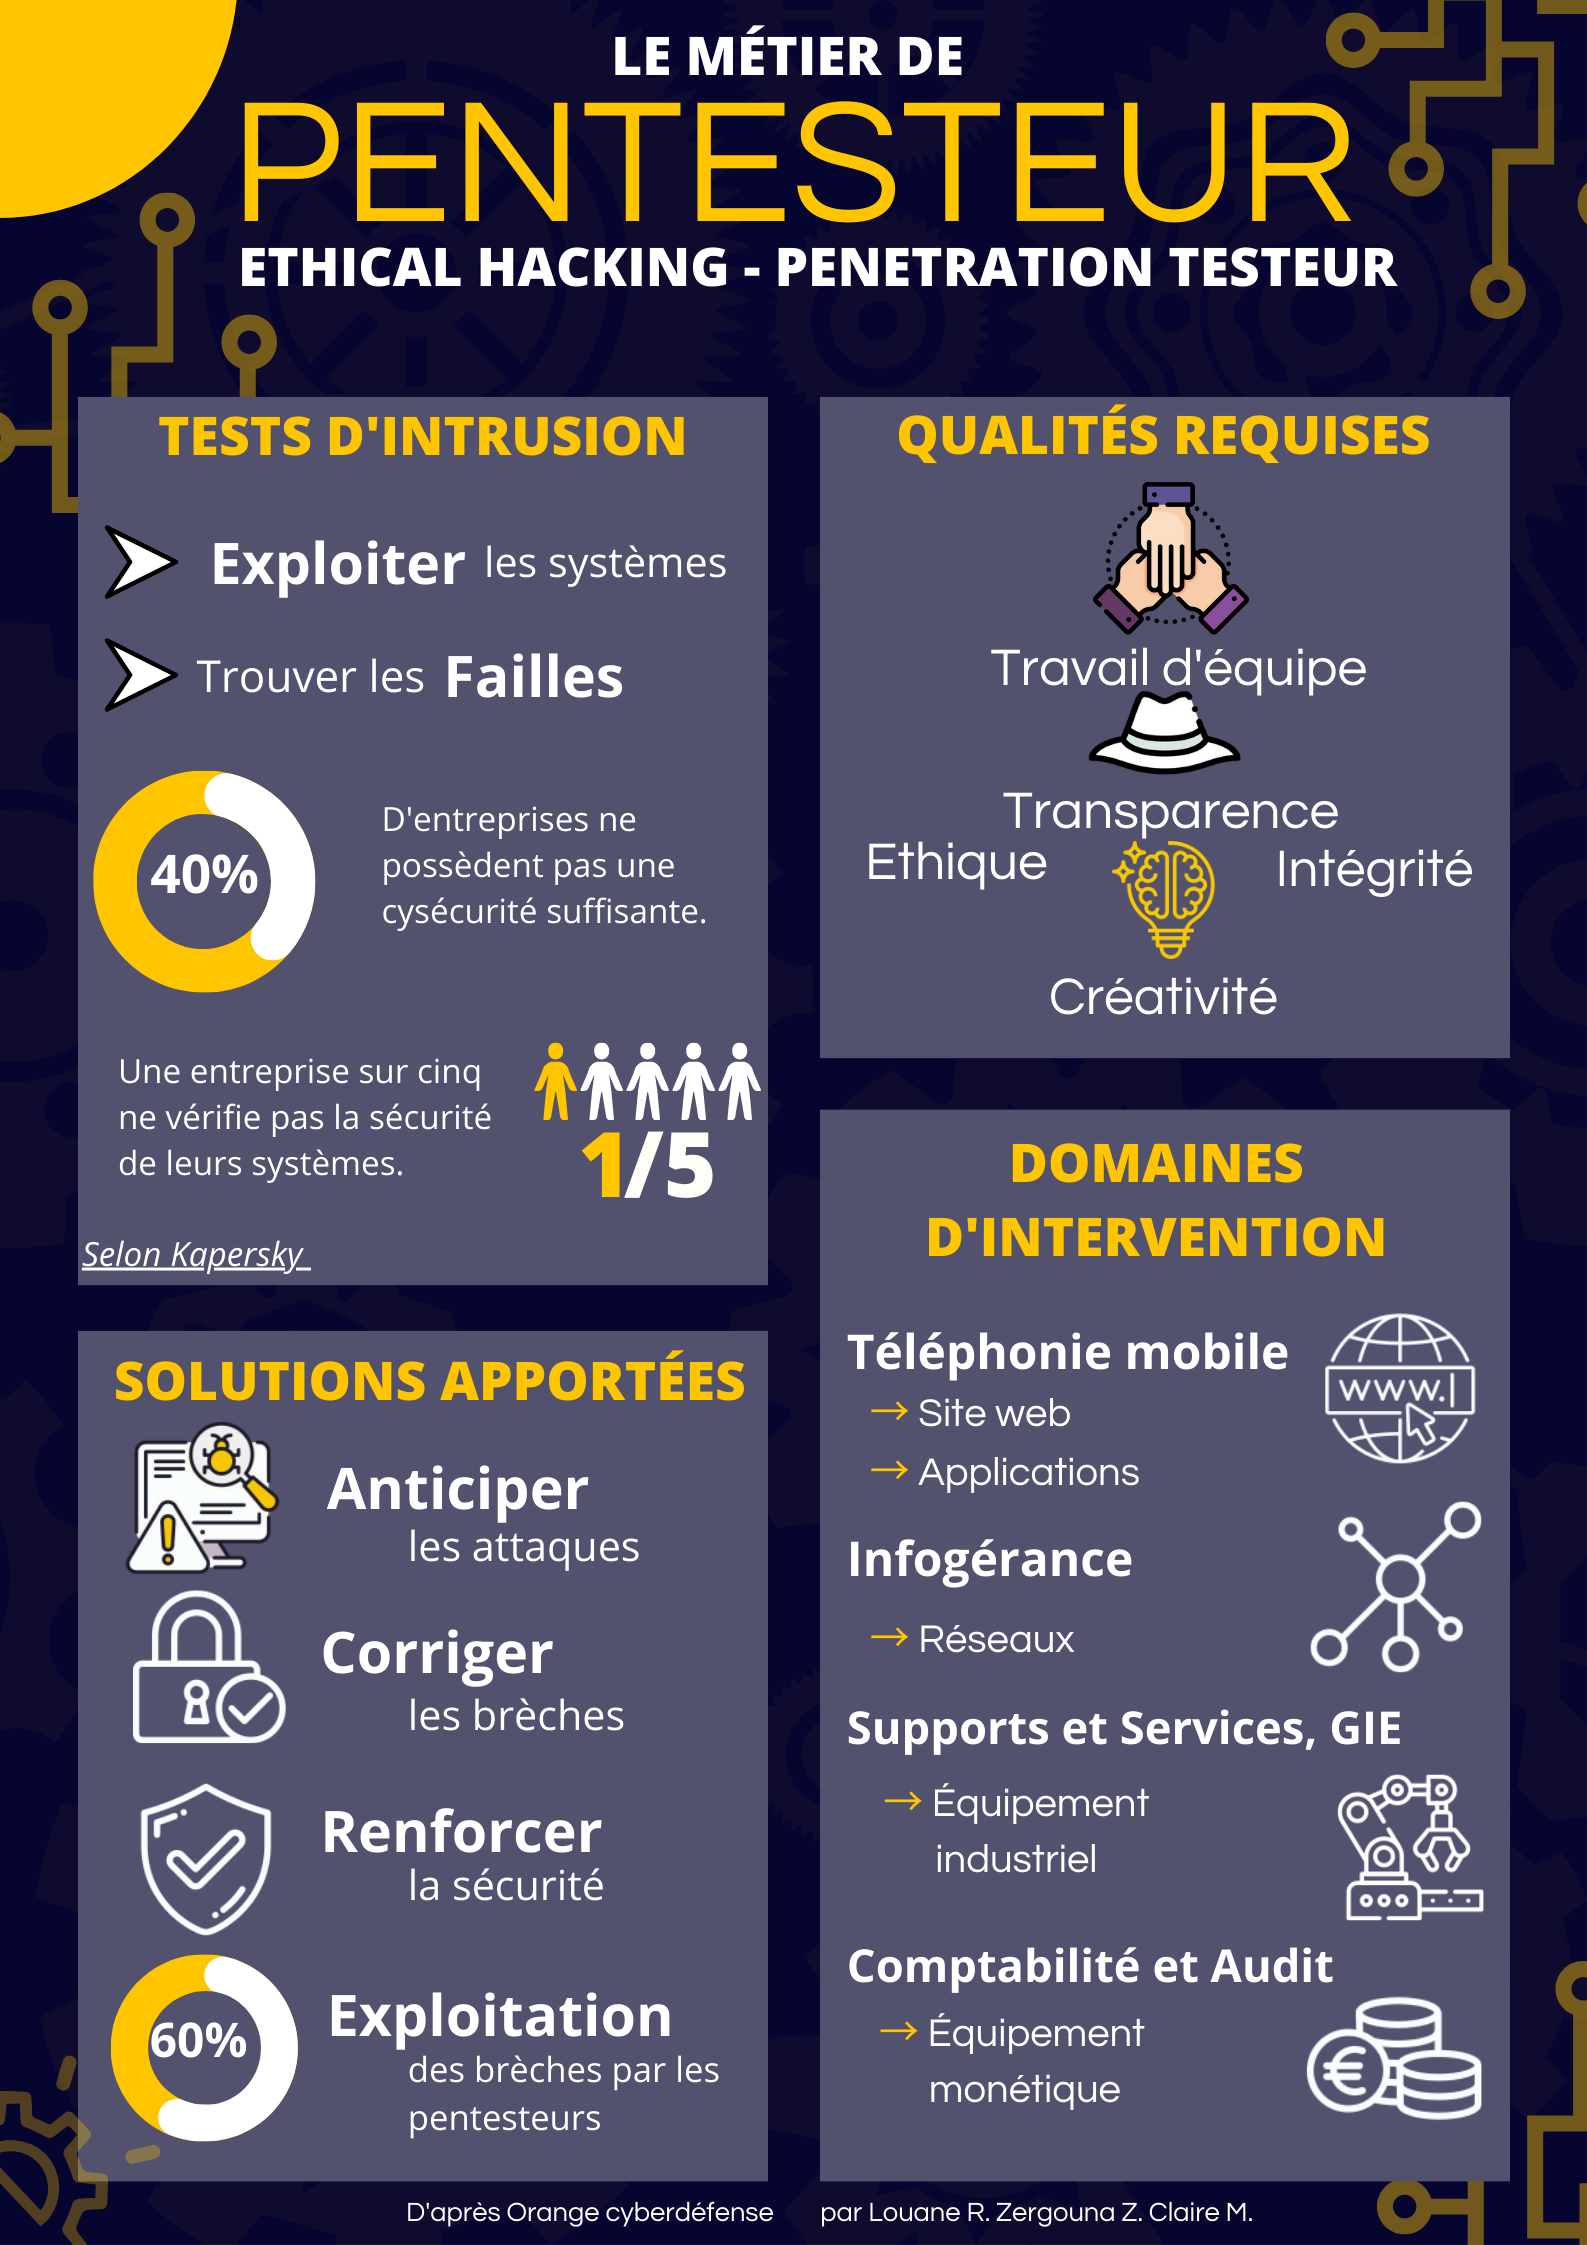 LE MÉTIER DE
PENTESTEUR
ETHICAL HACKING - PENETRATION TESTEUR
TESTS D'INTRUSION
Exploiter les systèmes
Trouver les Failles
40%
D'entreprises ne
possèdent pas une
cysécurité suffisante.
Une entreprise sur cinq
ne vérifie pas la sécurité
de leurs systèmes.
1/5
Selon Kapersky
SOLUTIONS APPORTÉES
Anticiper
les attaques
Corriger
les brèches
Renforcer
la sécurité
60%
Exploitation
des brèches par les
pentesteurs
QUALITÉS REQUISES
Travail d'équipe
Transparence
Ethique
Intégrité
Créativité
DOMAINES
D'INTERVENTION
Téléphonie mobile
→ Site web
→ Applications
www.
Infogérance
→ Réseaux
Supports et Services, GIE
→ Équipement
industriel
Comptabilité et Audit
→ Équipement
monétique
€
D'après Orange cyberdéfense par Louane R. Zergouna Z. Claire M.